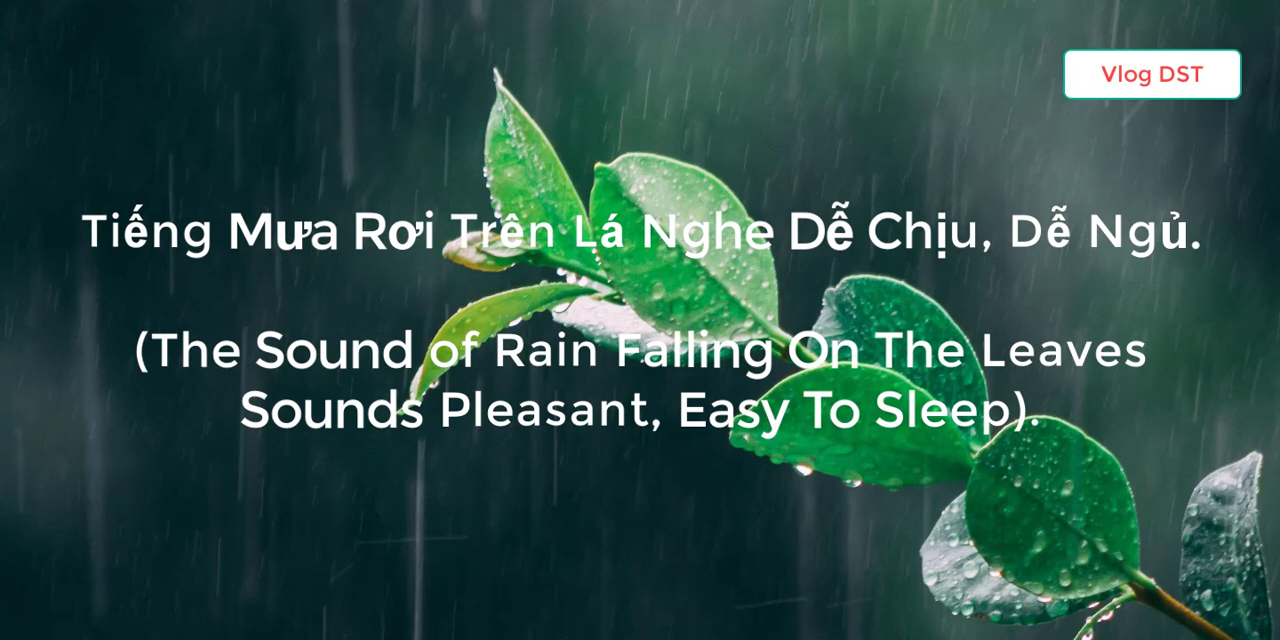 Vlog DST
Tiếng Mưa Rơi Trên Lá Nghe Dễ Chịu, Dễ Ngủ.
(The Sound of Rain Falling On The Leaves
Sounds Pleasant, Easy To Sleep).